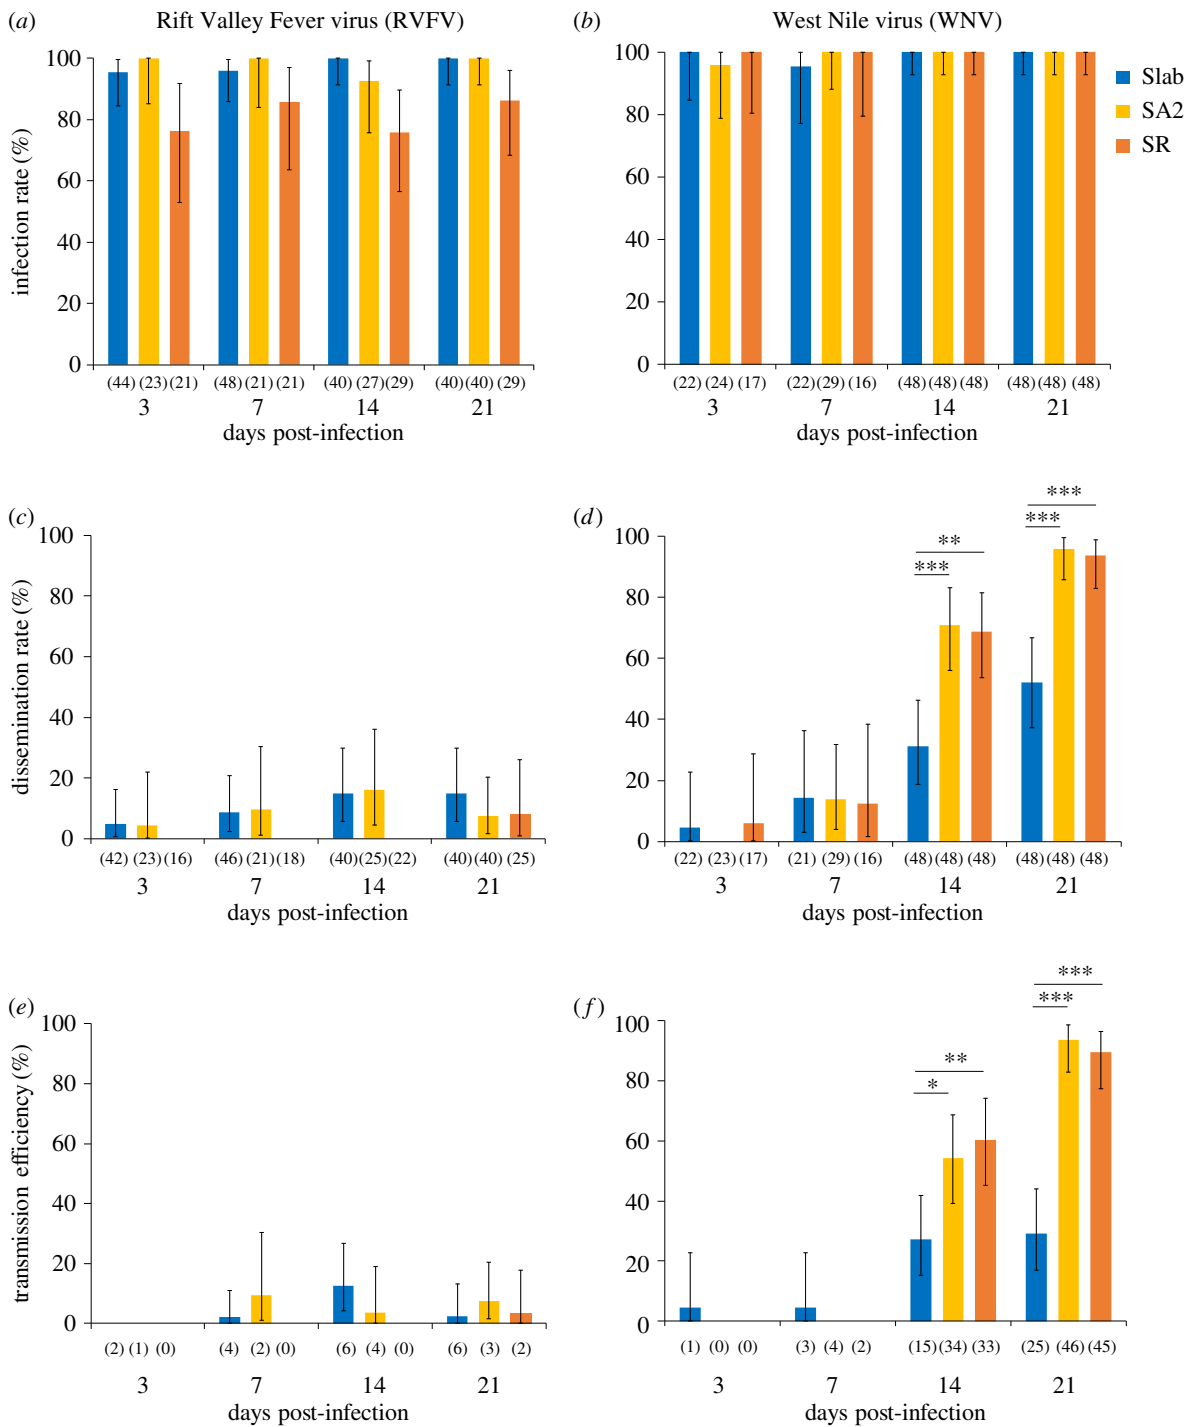 (a) Rift Valley Fever virus (RVFV)
infection rate (%)
100
80
60
40
20
0
(44) (23) (21) (48) (21) (21) (40) (27) (29) (40) (40) (29)
3 7 14 21
days post-infection
(b) West Nile virus (WNV)
100
80
60
40
20
0
(22) (24) (17) (22) (29) (16) (48) (48) (48) (48) (48) (48)
3 7 14 21
days post-infection
Slab
SA2
SR
(c)
dissemination rate (%)
100
80
60
40
20
0
(42) (23) (16) (46) (21) (18) (40) (25) (22) (40) (40) (25)
3 7 14 21
days post-infection
(d)
***
***
**
***
100
80
60
40
20
0
(22) (23) (17) (21) (29) (16) (48) (48) (48) (48) (48) (48)
3 7 14 21
days post-infection
(e)
transmission efficiency (%)
100
80
60
40
20
0
(2) (1) (0) (4) (2) (0) (6) (4) (0) (6) (3) (2)
3 7 14 21
days post-infection
(f)
***
***
**
*
100
80
60
40
20
0
(1) (0) (0) (3) (4) (2) (15) (34) (33) (25) (46) (45)
3 7 14 21
days post-infection